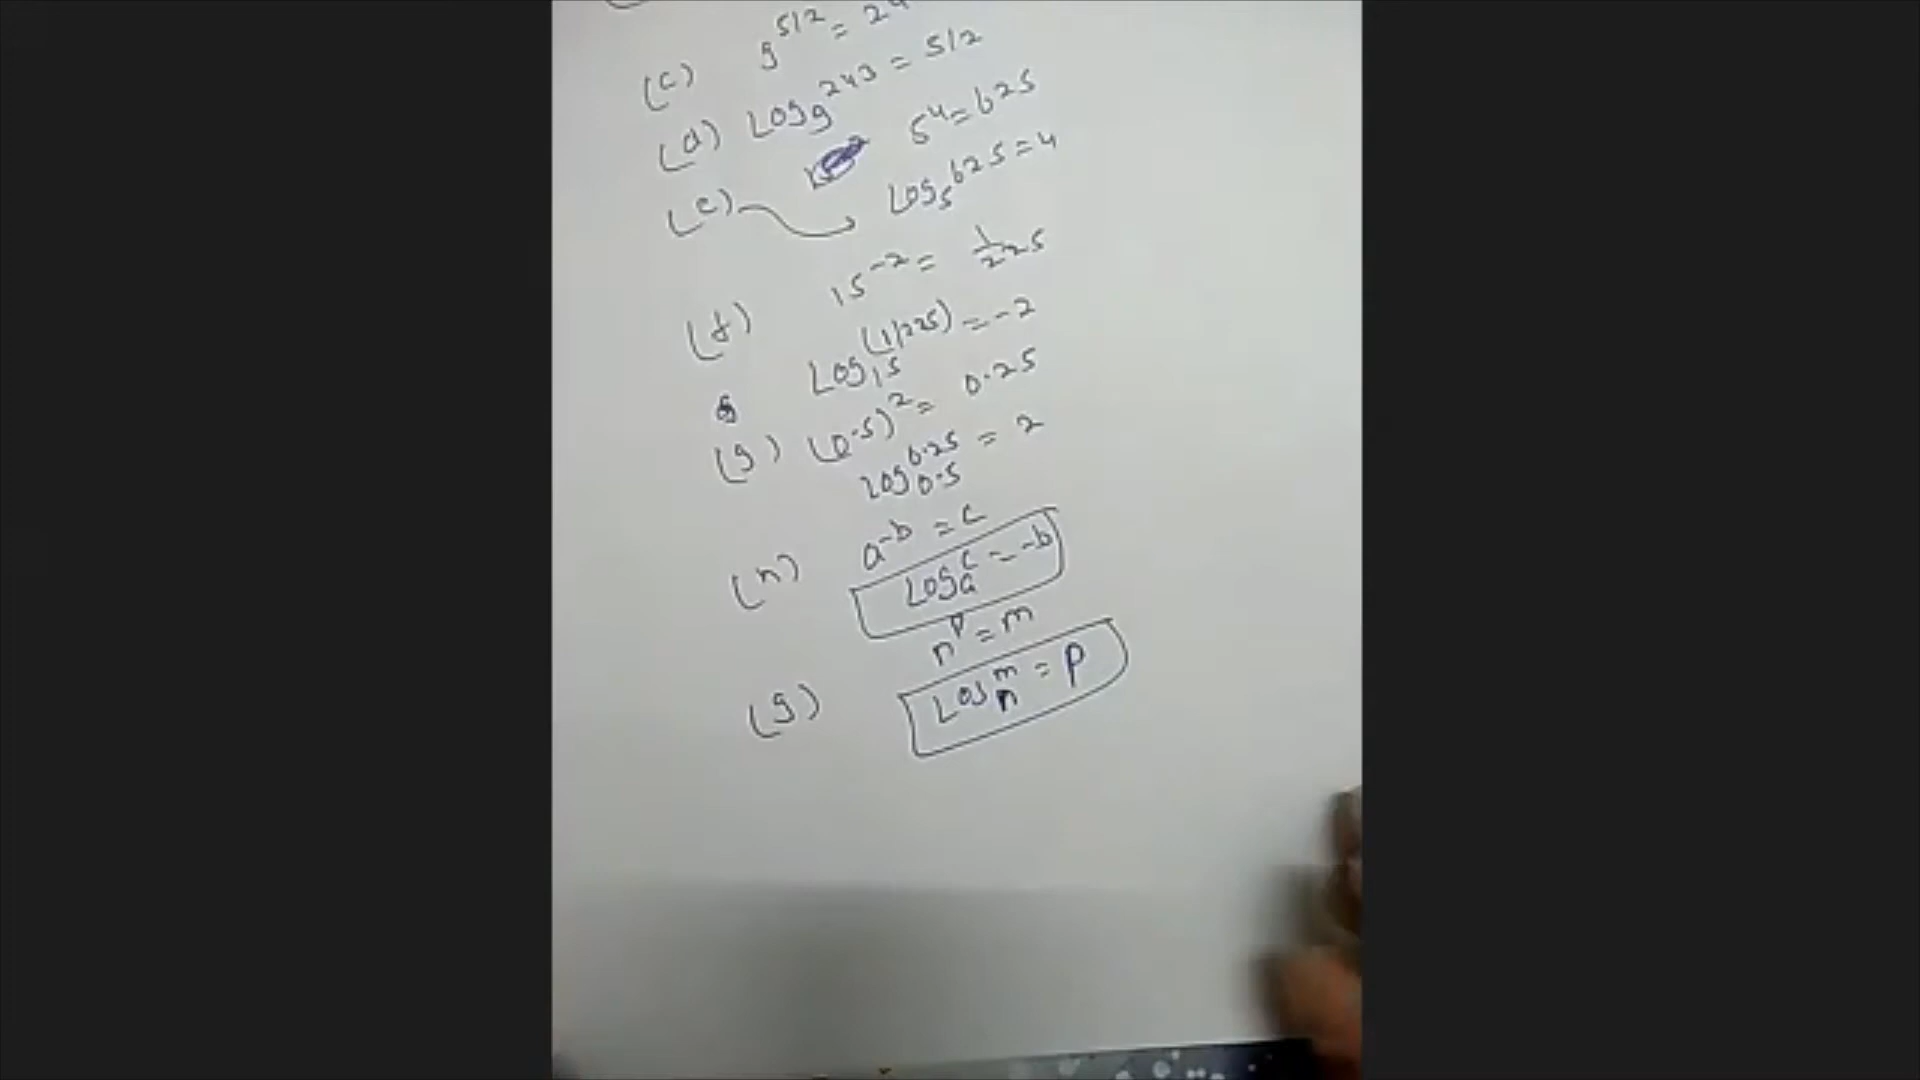 (c) 9^5/2 = 24
(d) Log9^243 = 5/2
5^4 = 625
(e) Log5^625 = 4
15^-2 = 1/225
(f)
Log15^(1/225) = -2
(g) (0.5)^2 = 0.25
Log0.5^0.25 = 2
(h) a^-b = c
Loga^c = -b
n^p = m
(g)
Logn^m = p